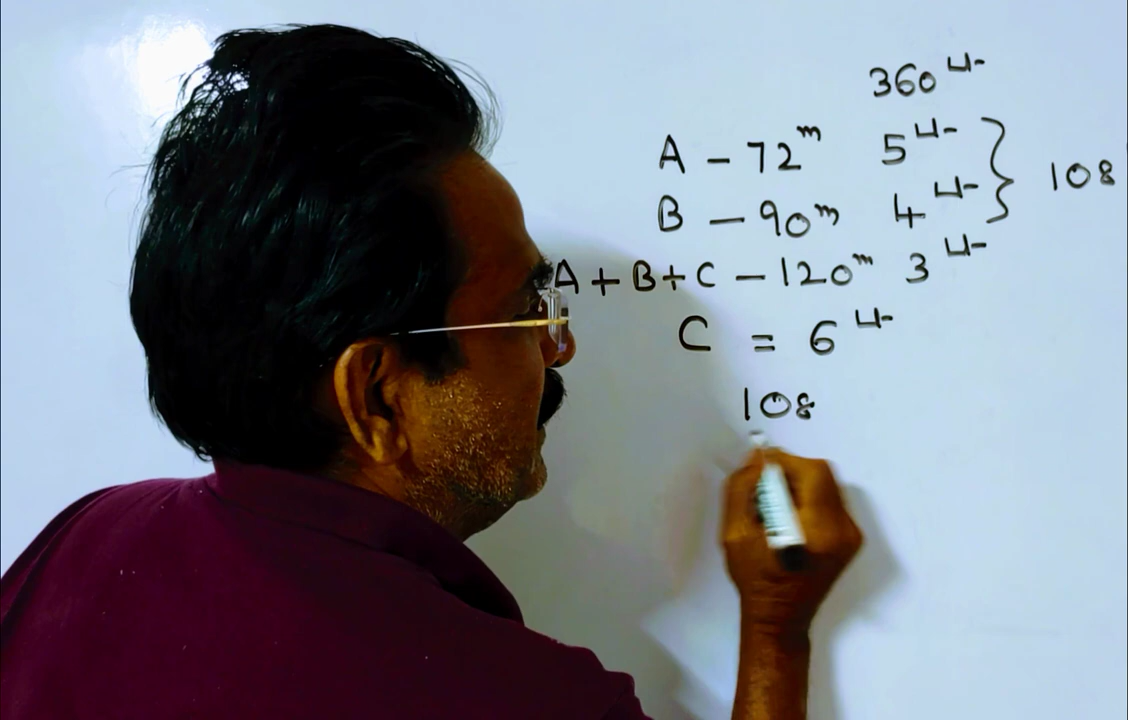 360 u-
A - 72 m 5 u- } 108
B - 90 m 4 u-
A + B + C - 120 m 3 u-
C = 6 u-
108